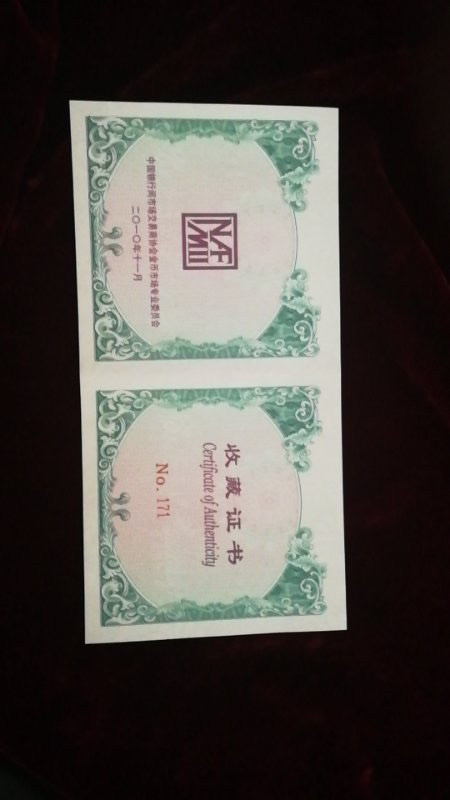 NAF
MII
中国银行间市场交易商协会金币市场专业委员会
二〇一〇年十一月
收藏证书
Certificate of Authenticity
No. 171